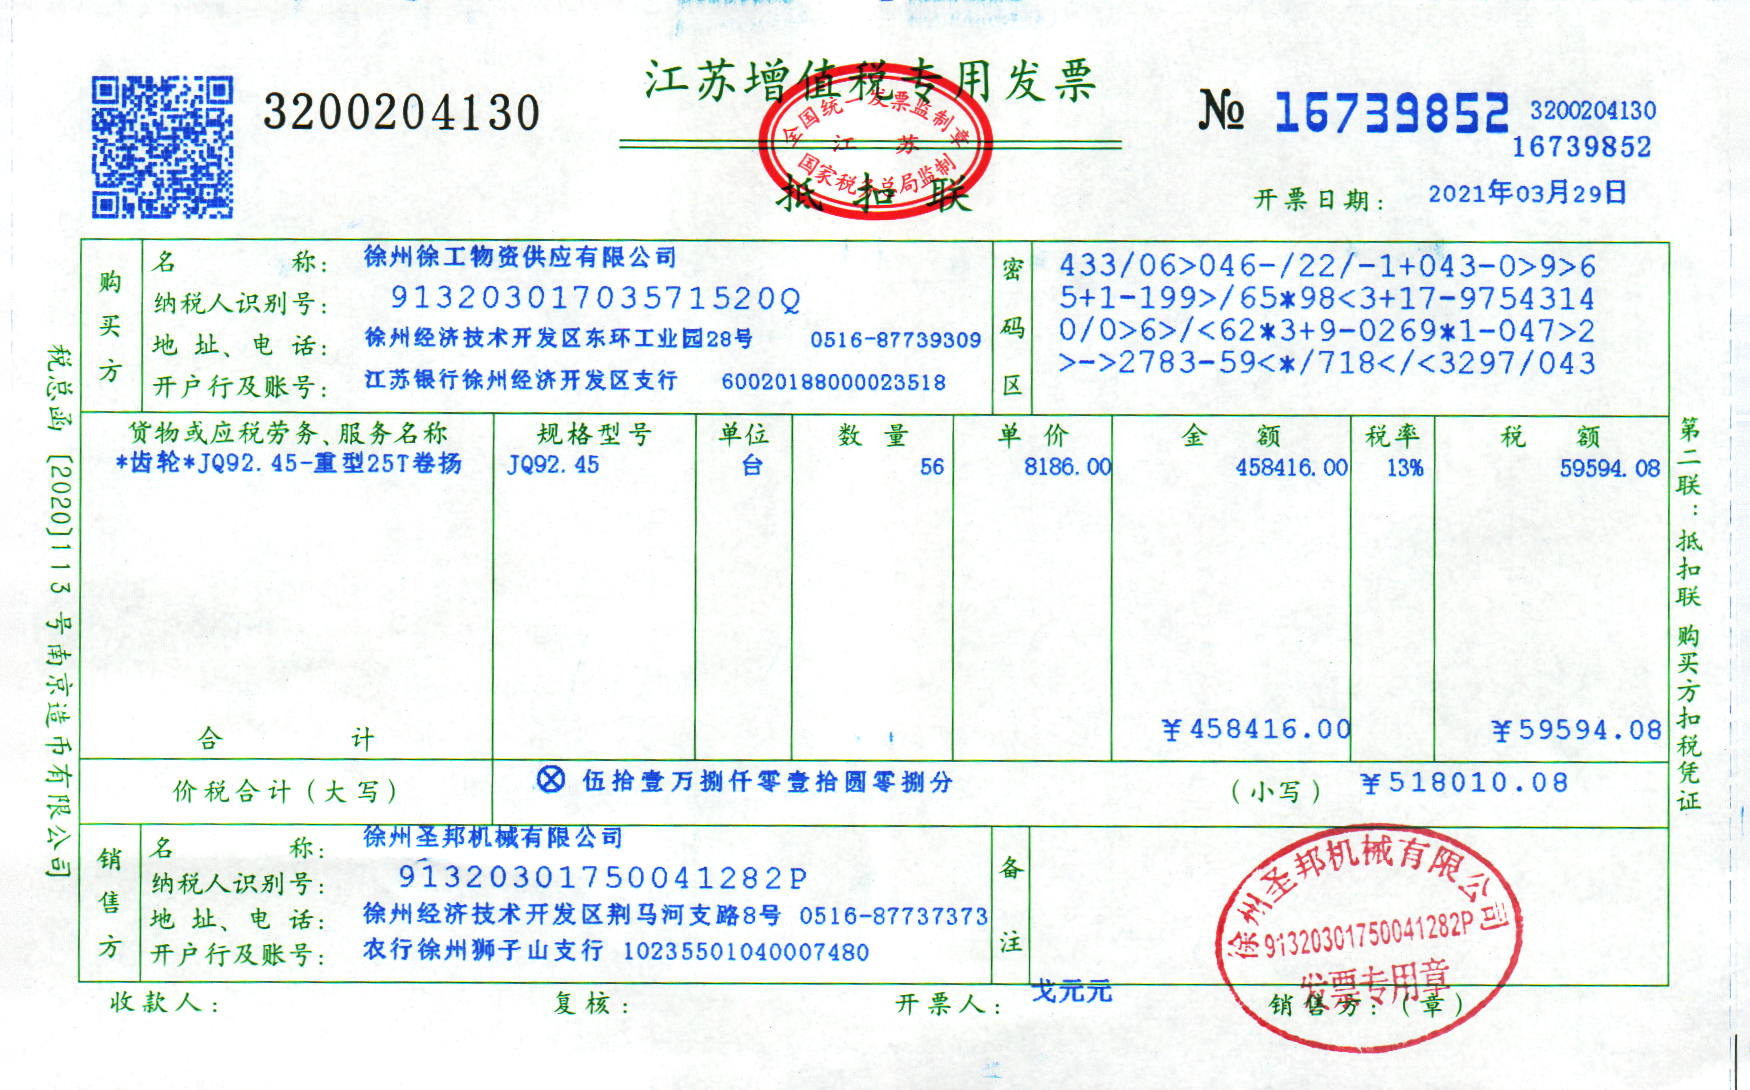 江苏增值税专用发票
3200204130
№ 16739852
3200204130
16739852
全国统一发票监制章
江苏
国家税务总局监制
抵扣联
开票日期: 2021年03月29日
购买方
名称: 徐州徐工物资供应有限公司
纳税人识别号: 91320301703571520Q
地址、电话: 徐州经济技术开发区东环工业园28号 0516-87739309
开户行及账号: 江苏银行徐州经济开发区支行 60020188000023518
密码区
433/06>046-/22/-1+043-0>9>6
5+1-199>/65*98<3+17-9754314
0/0>6>/<62*3+9-0269*1-047>2
>->2783-59<*/718</<3297/043
货物或应税劳务、服务名称 规格型号 单位 数量 单价 金额 税率 税额
*齿轮*JQ92.45-重型25T卷扬 JQ92.45 台 56 8186.00 458416.00 13% 59594.08
合计 ¥458416.00 ¥59594.08
价税合计(大写) ⊗ 伍拾壹万捌仟零壹拾圆零捌分 (小写) ¥518010.08
销售方
名称: 徐州圣邦机械有限公司
纳税人识别号: 91320301750041282P
地址、电话: 徐州经济技术开发区荆马河支路8号 0516-87737373
开户行及账号: 农行徐州狮子山支行 10235501040007480
备注
徐州圣邦机械有限公司
91320301750041282P
发票专用章
收款人: 复核: 开票人: 戈元元 销售方:(章)
税总函[2020]113号南京造币有限公司
第二联:抵扣联 购买方扣税凭证